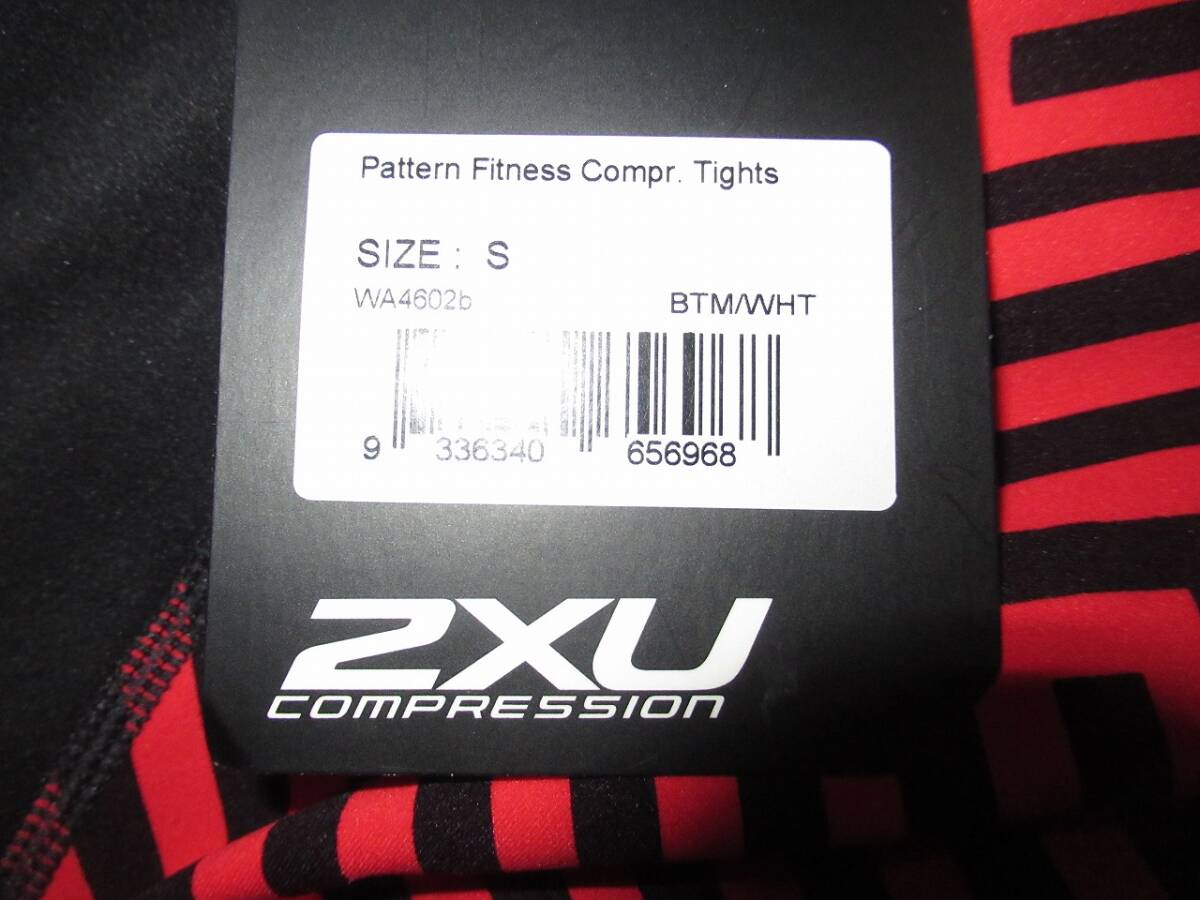 Pattern Fitness Compr. Tights
SIZE : S
WA4602b BTM/WHT
9 336340 656968
2XU
COMPRESSION